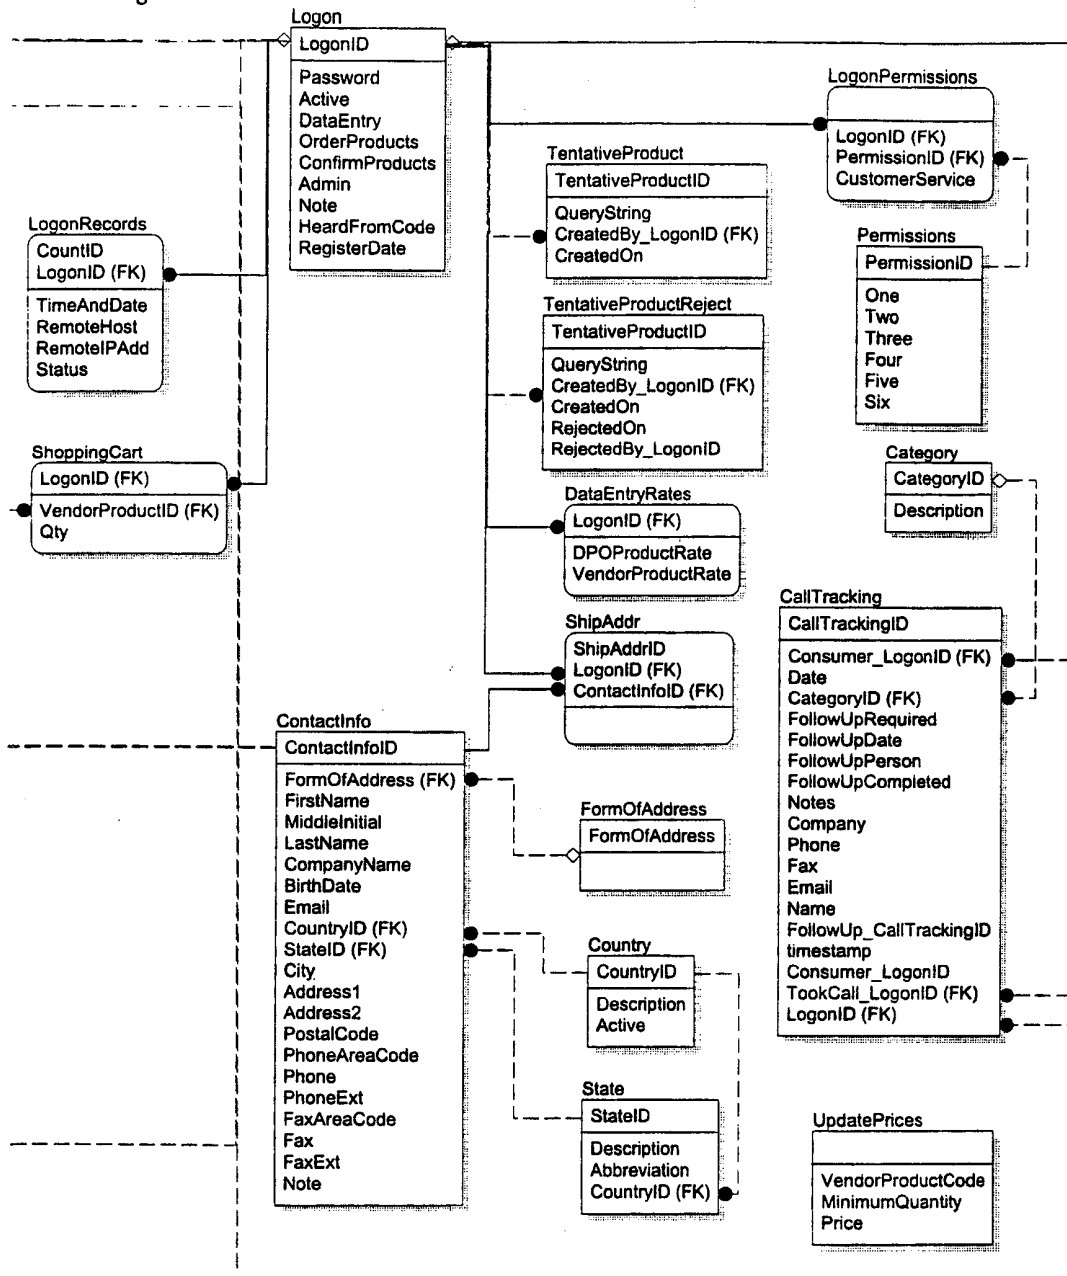 Logon
LogonID
Password
Active
DataEntry
OrderProducts
ConfirmProducts
Admin
Note
HeardFromCode
RegisterDate
LogonPermissions
LogonID (FK)
PermissionID (FK)
CustomerService
TentativeProduct
TentativeProductID
QueryString
CreatedBy_LogonID (FK)
CreatedOn
LogonRecords
CountID
LogonID (FK)
TimeAndDate
RemoteHost
RemoteIPAdd
Status
Permissions
PermissionID
One
Two
Three
Four
Five
Six
TentativeProductReject
TentativeProductID
QueryString
CreatedBy_LogonID (FK)
CreatedOn
RejectedOn
RejectedBy_LogonID
ShoppingCart
LogonID (FK)
VendorProductID (FK)
Qty
Category
CategoryID
Description
DataEntryRates
LogonID (FK)
DPOProductRate
VendorProductRate
CallTracking
CallTrackingID
Consumer_LogonID (FK)
Date
CategoryID (FK)
FollowUpRequired
FollowUpDate
FollowUpPerson
FollowUpCompleted
Notes
Company
Phone
Fax
Email
Name
FollowUp_CallTrackingID
timestamp
Consumer_LogonID
TookCall_LogonID (FK)
LogonID (FK)
ShipAddr
ShipAddrID
LogonID (FK)
ContactInfoID (FK)
ContactInfo
ContactInfoID
FormOfAddress (FK)
FirstName
MiddleInitial
LastName
CompanyName
BirthDate
Email
CountryID (FK)
StateID (FK)
City
Address1
Address2
PostalCode
PhoneAreaCode
Phone
PhoneExt
FaxAreaCode
Fax
FaxExt
Note
FormOfAddress
FormOfAddress
Country
CountryID
Description
Active
State
StateID
Description
Abbreviation
CountryID (FK)
UpdatePrices
VendorProductCode
MinimumQuantity
Price